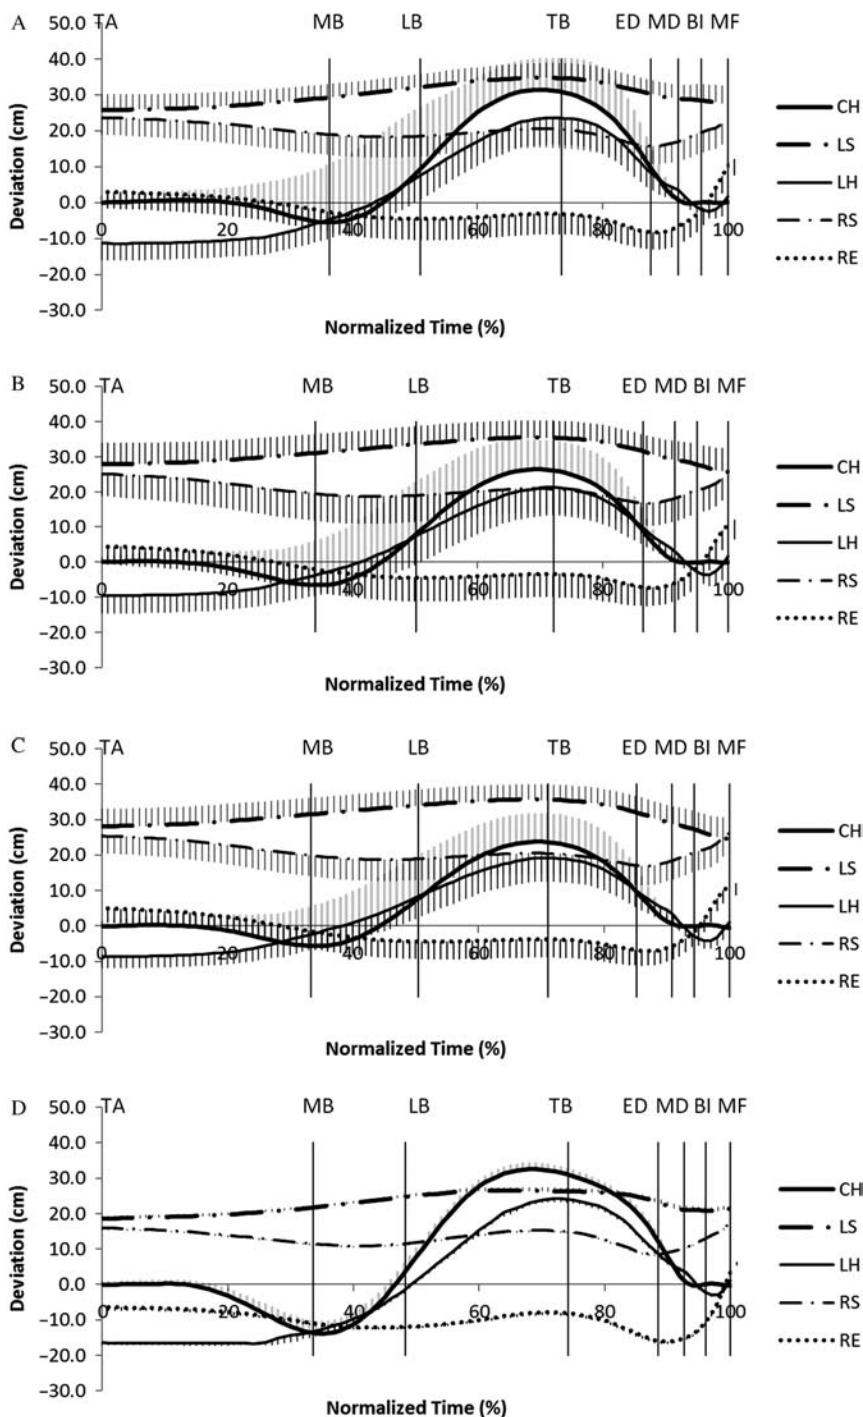 A
50.0 TA MB LB TB ED MD BI MF
40.0
30.0
20.0
10.0
0.0
−10.0
−20.0
−30.0
0 20 40 60 80 100
Deviation (cm)
Normalized Time (%)
CH
LS
LH
RS
RE
B
50.0 TA MB LB TB ED MD BI MF
40.0
30.0
20.0
10.0
0.0
−10.0
−20.0
−30.0
0 20 40 60 80 100
Deviation (cm)
Normalized Time (%)
CH
LS
LH
RS
RE
C
50.0 TA MB LB TB ED MD BI MF
40.0
30.0
20.0
10.0
0.0
−10.0
−20.0
−30.0
0 20 40 60 80 100
Deviation (cm)
Normalized Time (%)
CH
LS
LH
RS
RE
D
50.0 TA MB LB TB ED MD BI MF
40.0
30.0
20.0
10.0
0.0
−10.0
−20.0
−30.0
0 20 40 60 80 100
Deviation (cm)
Normalized Time (%)
CH
LS
LH
RS
RE